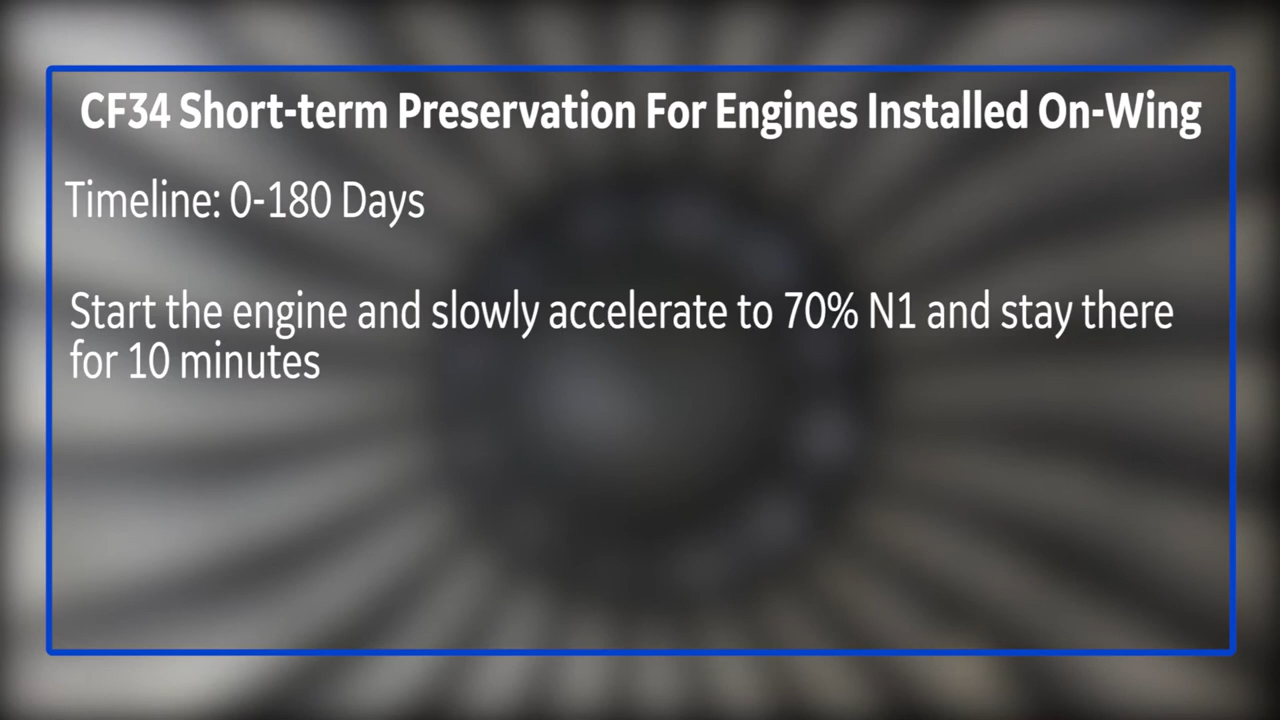 CF34 Short-term Preservation For Engines Installed On-Wing
Timeline: 0-180 Days
Start the engine and slowly accelerate to 70% N1 and stay there
for 10 minutes